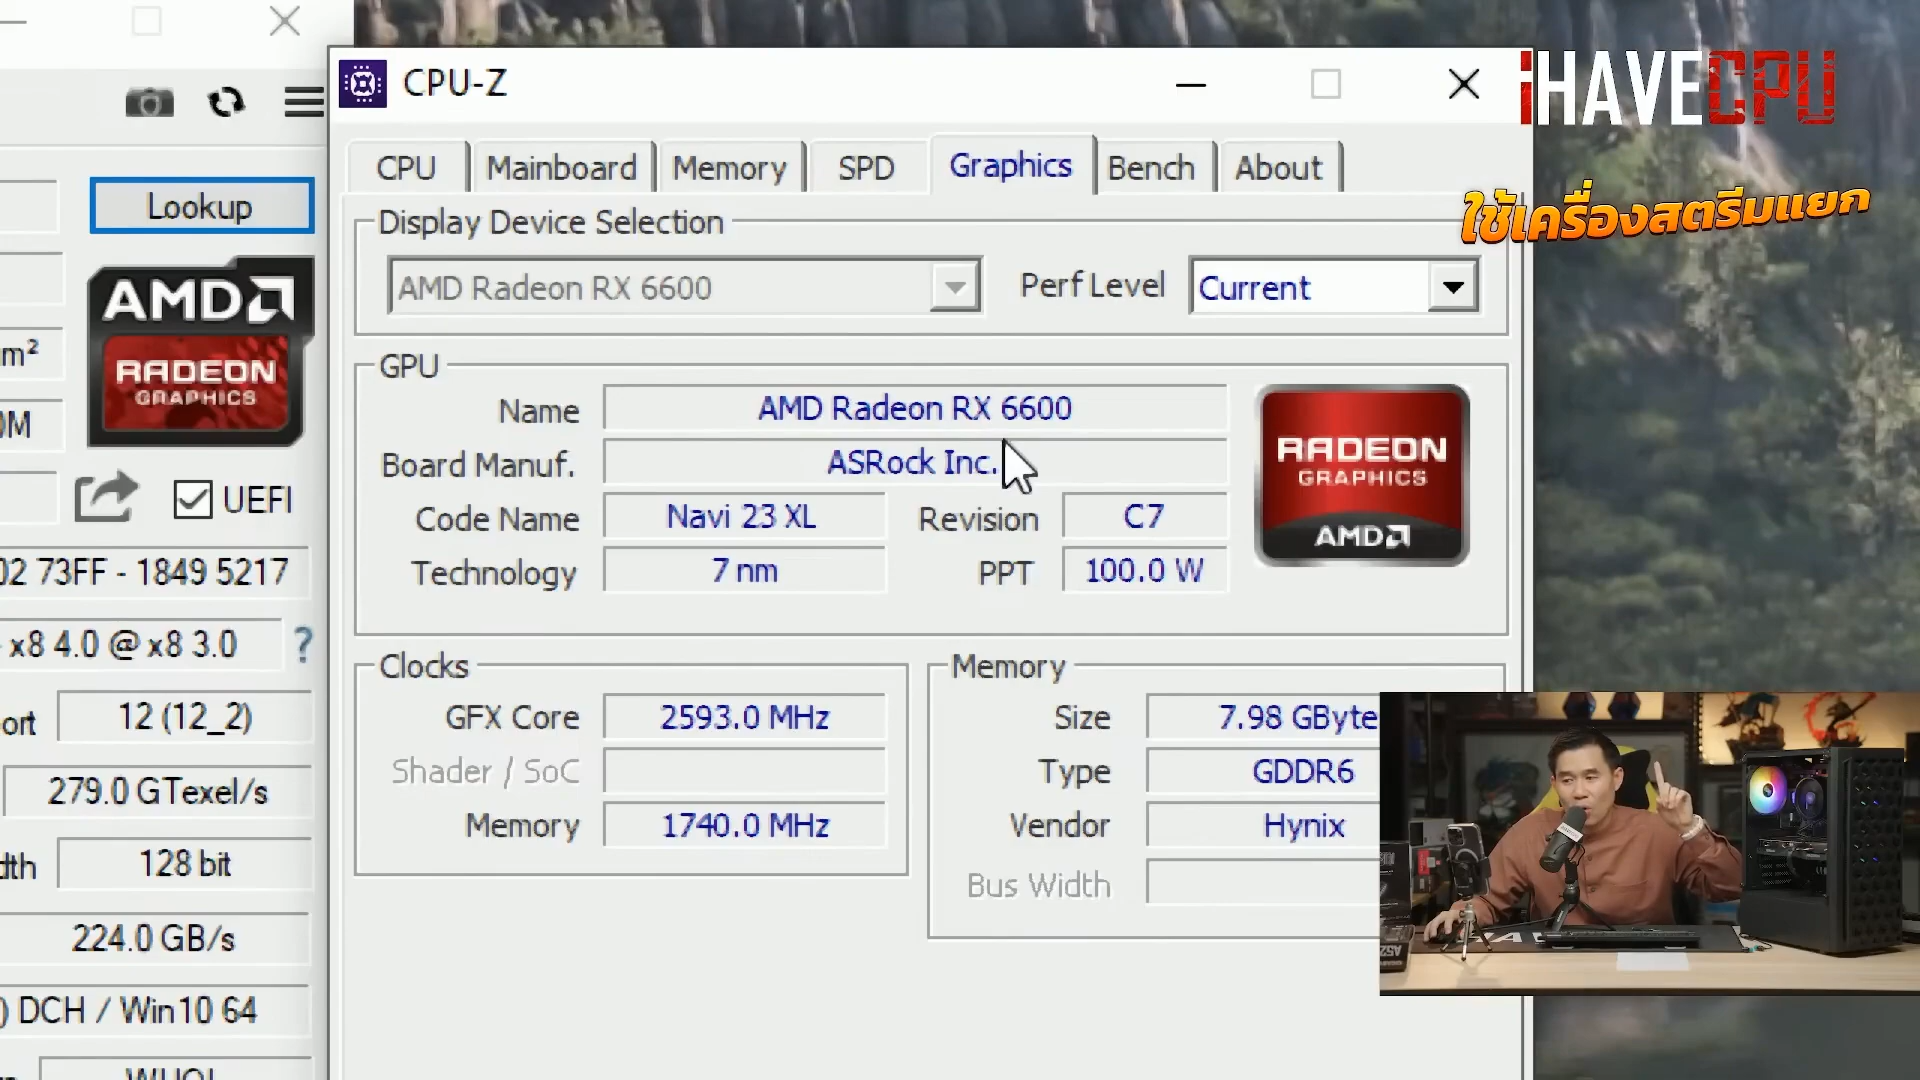 CPU-Z
iHAVECPU
ใช้เครื่องสตรีมแยก
CPU
Mainboard
Memory
SPD
Graphics
Bench
About
Display Device Selection
AMD Radeon RX 6600
Perf Level
Current
GPU
Name
AMD Radeon RX 6600
Board Manuf.
ASRock Inc.
Code Name
Navi 23 XL
Revision
C7
Technology
7 nm
PPT
100.0 W
RADEON
GRAPHICS
AMD
Clocks
GFX Core
2593.0 MHz
Shader / SoC
Memory
1740.0 MHz
Memory
Size
7.98 GByte
Type
GDDR6
Vendor
Hynix
Bus Width
Lookup
AMD
RADEON
GRAPHICS
m²
0M
UEFI
02 73FF - 1849 5217
x8 4.0 @ x8 3.0
?
ort
12 (12_2)
279.0 GTexel/s
dth
128 bit
224.0 GB/s
) DCH / Win10 64